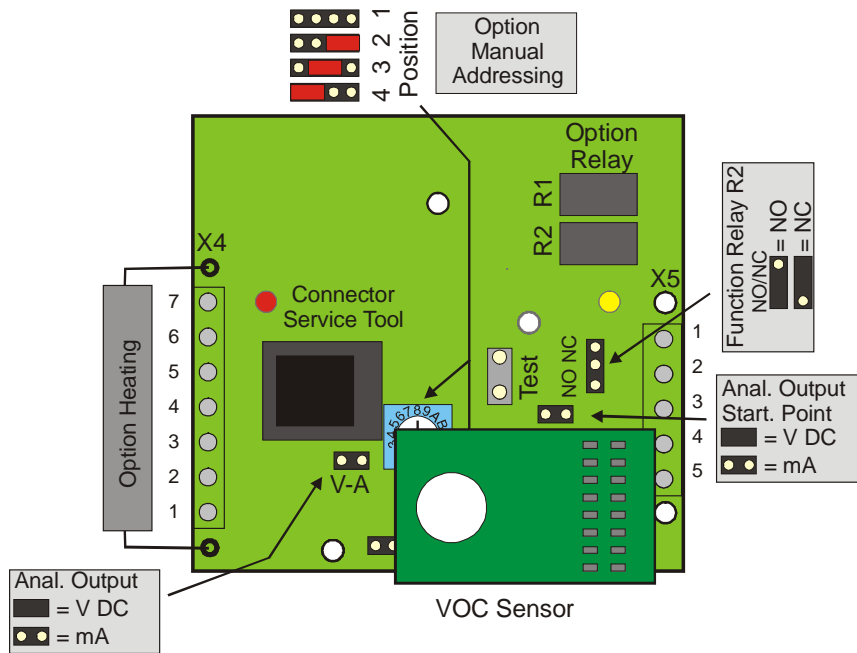 1
2
3
4
Position
Option
Manual
Addressing
Option
Relay
R1
R2
Function Relay R2
NO/NC
= NO
= NC
X4
X5
7
6
5
4
3
2
1
Option Heating
Connector
Service Tool
Test
NO NC
1
2
3
4
5
Anal. Output
Start. Point
= V DC
= mA
456789AB
V-A
Anal. Output
= V DC
= mA
VOC Sensor